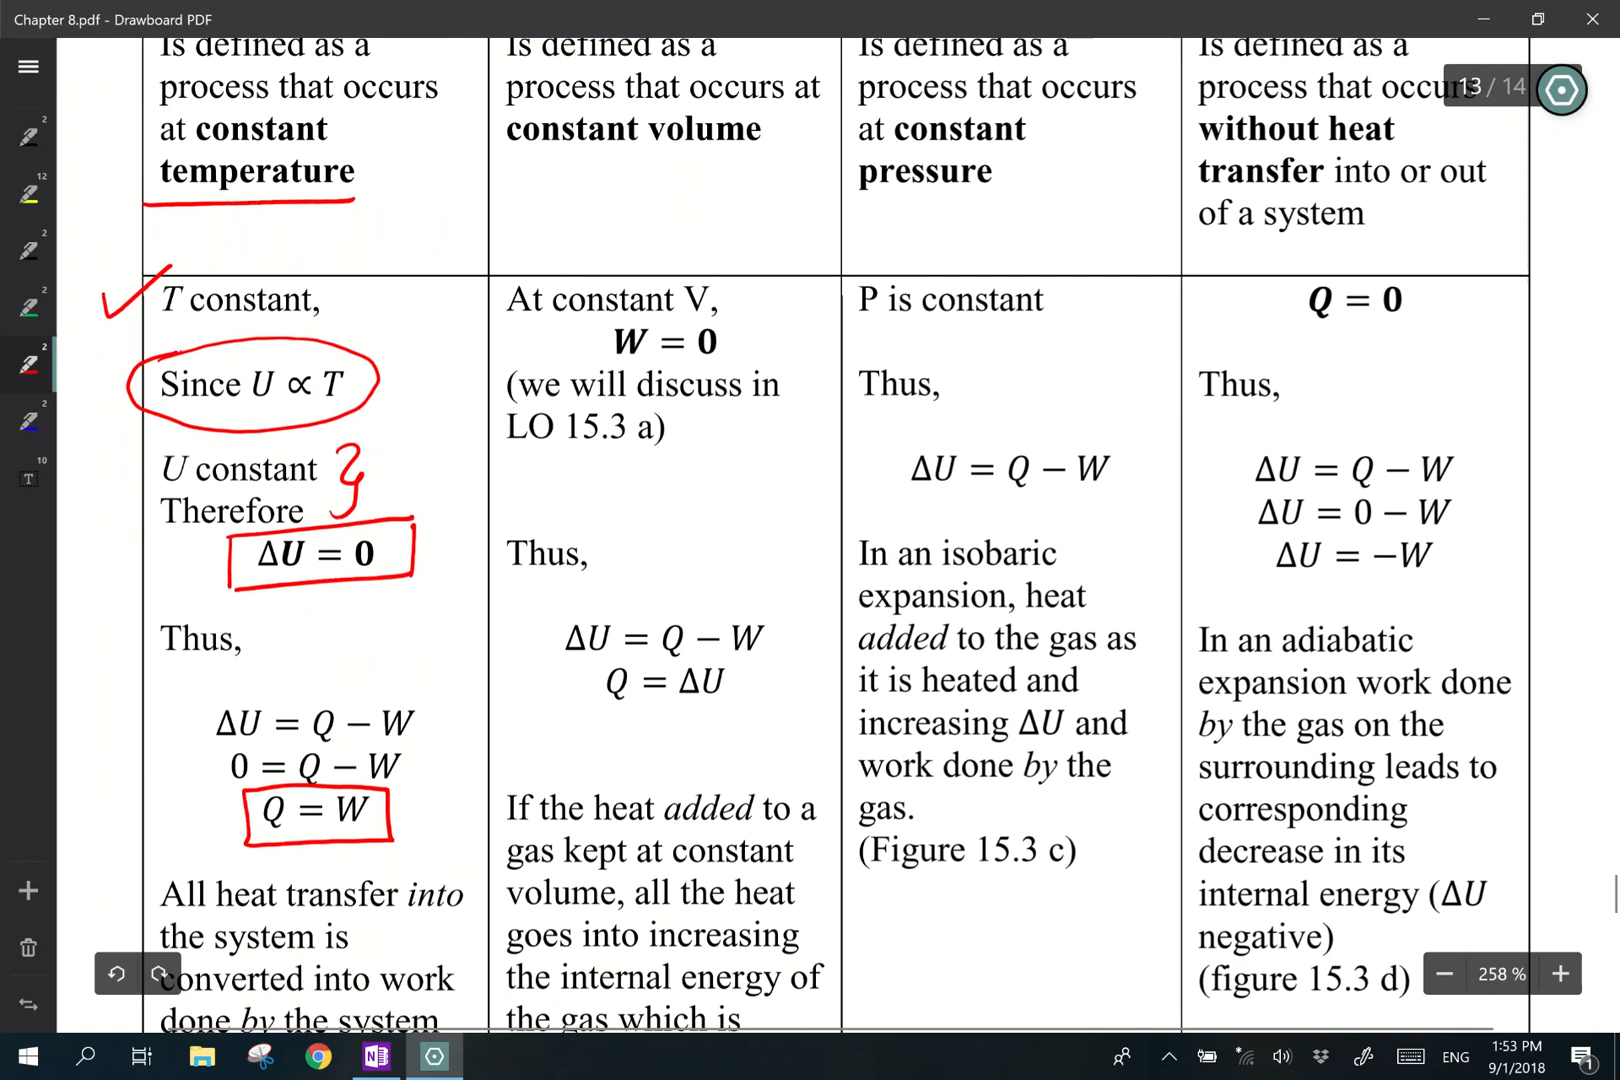 Chapter 8.pdf - Drawboard PDF
13 / 14
Is defined as a
process that occurs
at constant
temperature
Is defined as a
process that occurs at
constant volume
Is defined as a
process that occurs
at constant
pressure
Is defined as a
process that occurs
without heat
transfer into or out
of a system
T constant,
Since U ∝ T
U constant
Therefore
ΔU = 0
Thus,
ΔU = Q − W
0 = Q − W
Q = W
All heat transfer into
the system is
converted into work
done by the system
At constant V,
W = 0
(we will discuss in
LO 15.3 a)
Thus,
ΔU = Q − W
Q = ΔU
If the heat added to a
gas kept at constant
volume, all the heat
goes into increasing
the internal energy of
the gas which is
P is constant
Thus,
ΔU = Q − W
In an isobaric
expansion, heat
added to the gas as
it is heated and
increasing ΔU and
work done by the
gas.
(Figure 15.3 c)
Q = 0
Thus,
ΔU = Q − W
ΔU = 0 − W
ΔU = −W
In an adiabatic
expansion work done
by the gas on the
surrounding leads to
corresponding
decrease in its
internal energy (ΔU
negative)
(figure 15.3 d)
2
12
2
2
2
2
10
T
258 %
N
ENG
1:53 PM
9/1/2018
1